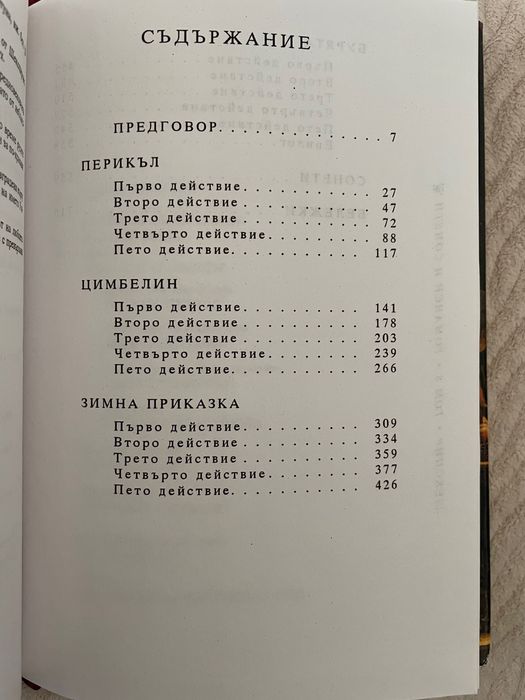 СЪДЪРЖАНИЕ
ПРЕДГОВОР. . . . . . . . . . . . . . . 7
ПЕРИКЪЛ
Първо действие. . . . . . . . . . . 27
Второ действие. . . . . . . . . . . 47
Трето действие. . . . . . . . . . . 72
Четвърто действие. . . . . . . . . 88
Пето действие. . . . . . . . . . . 117
ЦИМБЕЛИН
Първо действие. . . . . . . . . . . 141
Второ действие. . . . . . . . . . . 178
Трето действие. . . . . . . . . . . 203
Четвърто действие. . . . . . . . . 239
Пето действие. . . . . . . . . . . 266
ЗИМНА ПРИКАЗКА
Първо действие. . . . . . . . . . . 309
Второ действие . . . . . . . . . . . 334
Трето действие. . . . . . . . . . . 359
Четвърто действие. . . . . . . . . 377
Пето действие. . . . . . . . . . . 426